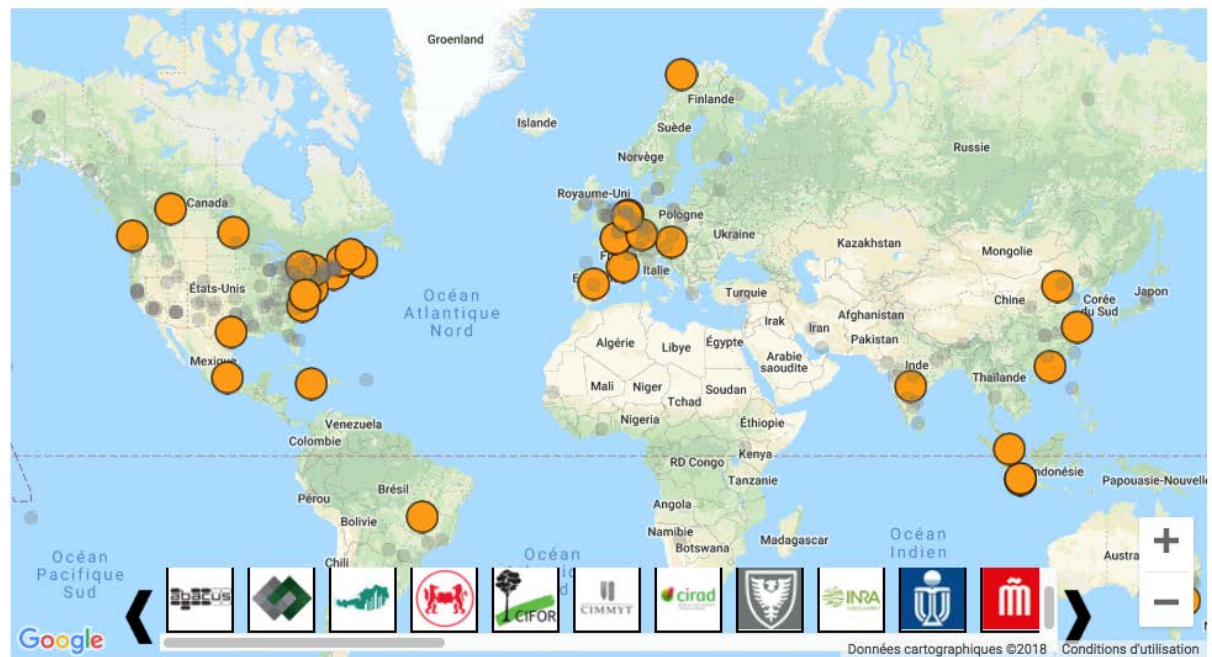 Groenland
Finlande
Islande
Suède
Russie
Norvège
Royaume-Uni
Canada
Pologne
Ukraine
Kazakhstan
Mongolie
Italie
États-Unis
Océan
Atlantique
Nord
Turquie
Chine
Corée
du Sud
Japon
Afghanistan
Irak
Iran
Pakistan
Algérie
Libye
Égypte
Arabie
saoudite
Mexique
Inde
Thaïlande
Mali
Niger
Soudan
Tchad
Nigeria
Éthiopie
Venezuela
Colombie
Kenya
RD Congo
Tanzanie
ndonésie
Papouasie-Nouvelle
Brésil
Pérou
Angola
Bolivie
Namibie
Botswana
Madagascar
Océan
Indien
Océan
Pacifique
Sud
Océan
Austra
Chili
+
−
abacus
CIFOR
CIMMYT
cirad
INRA
Google
Données cartographiques ©2018
Conditions d'utilisation